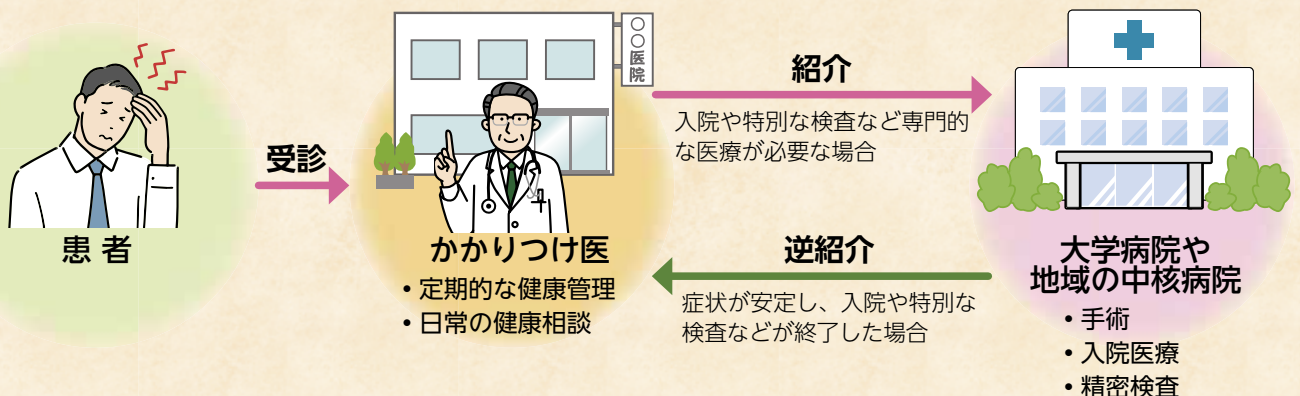 患者
受診
○○医院
かかりつけ医
・定期的な健康管理
・日常の健康相談
紹介
入院や特別な検査など専門的
な医療が必要な場合
逆紹介
症状が安定し、入院や特別な
検査などが終了した場合
大学病院や
地域の中核病院
・手術
・入院医療
・精密検査